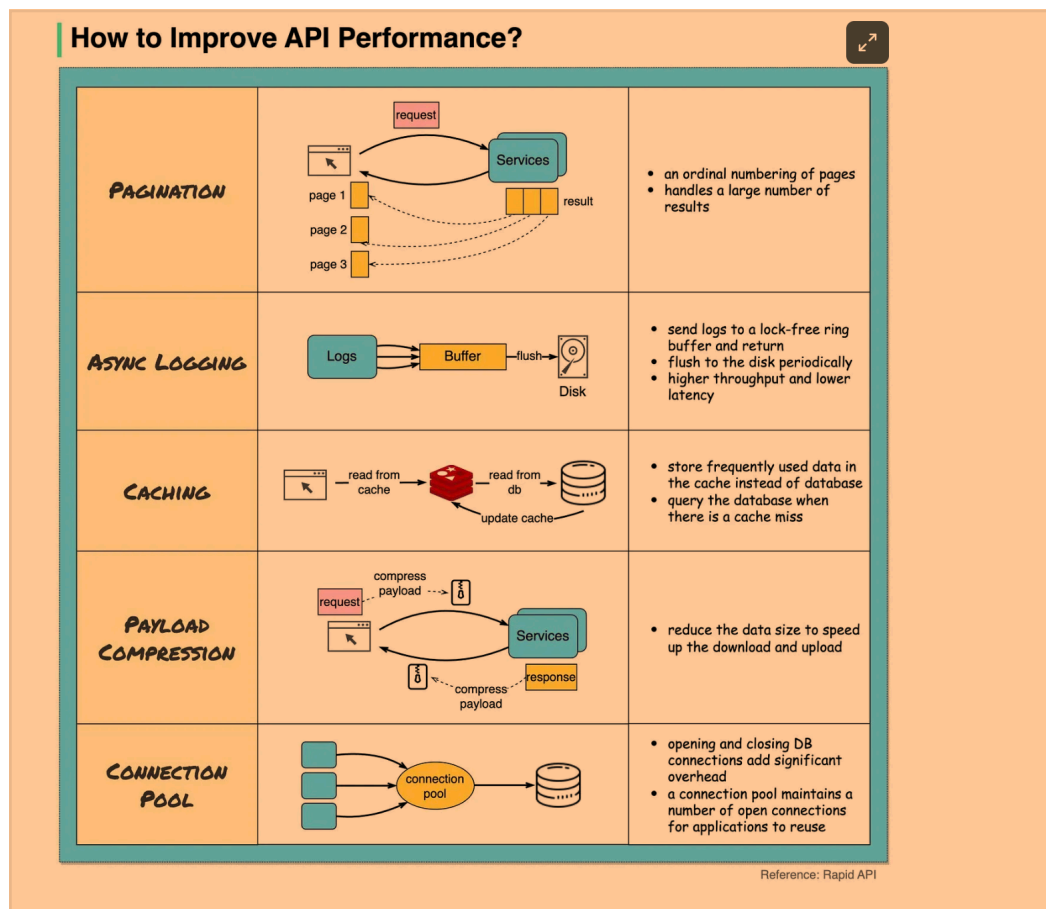 How to Improve API Performance?
PAGINATION
request
Services
page 1
result
page 2
page 3
• an ordinal numbering of pages
• handles a large number of
results
ASYNC LOGGING
Logs
Buffer
flush
Disk
• send logs to a lock-free ring
buffer and return
• flush to the disk periodically
• higher throughput and lower
latency
CACHING
read from
cache
read from
db
update cache
• store frequently used data in
the cache instead of database
• query the database when
there is a cache miss
PAYLOAD
COMPRESSION
compress
payload
request
Services
response
compress
payload
• reduce the data size to speed
up the download and upload
CONNECTION
POOL
connection
pool
• opening and closing DB
connections add significant
overhead
• a connection pool maintains a
number of open connections
for applications to reuse
Reference: Rapid API